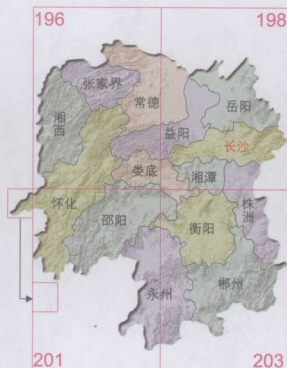 196 198
张家界
常德
岳阳
湘西
益阳
长沙
娄底
湘潭
怀化
株洲
邵阳
衡阳
永州
郴州
201 203